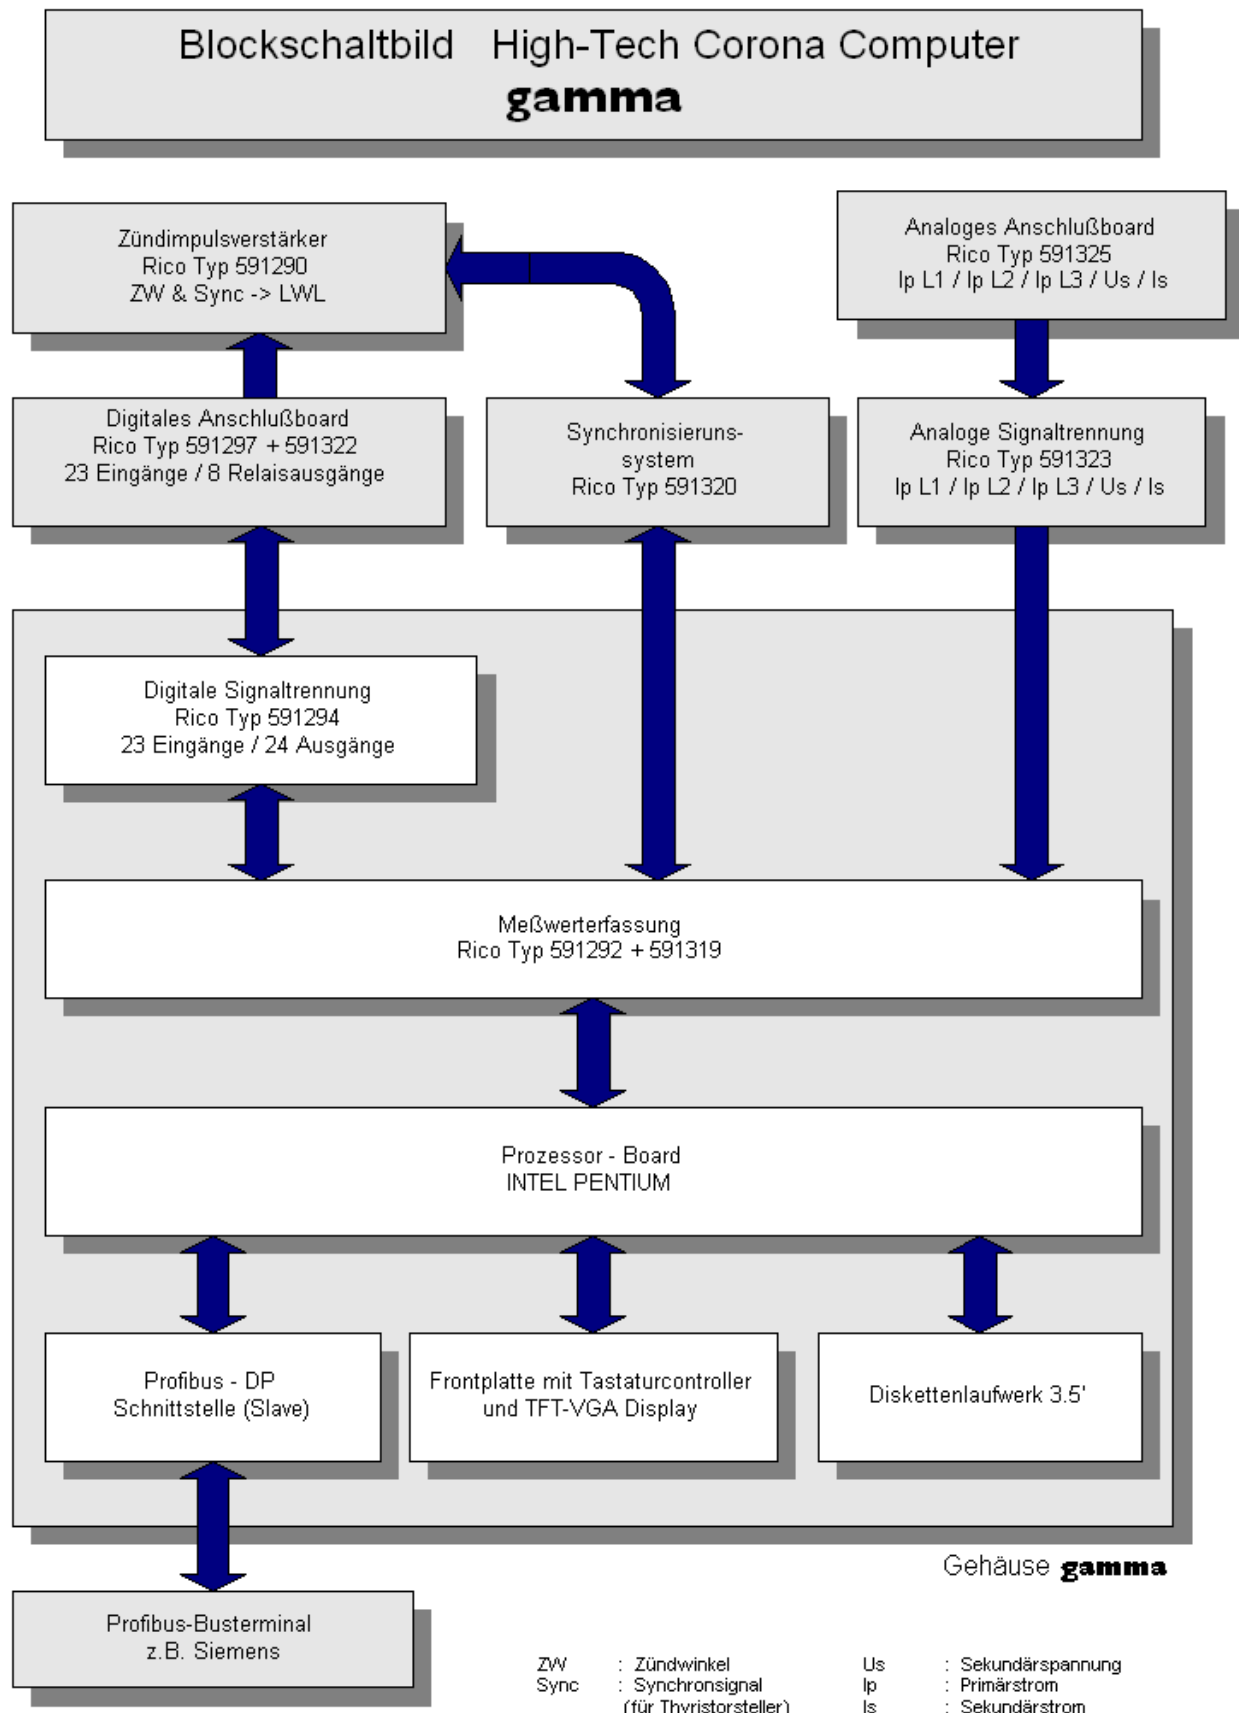 Blockschaltbild High-Tech Corona Computer
gamma
Zündimpulsverstärker
Rico Typ 591290
ZW & Sync -> LWL
Analoges Anschlußboard
Rico Typ 591325
Ip L1 / Ip L2 / Ip L3 / Us / Is
Digitales Anschlußboard
Rico Typ 591297 + 591322
23 Eingänge / 8 Relaisausgänge
Synchronisieruns-
system
Rico Typ 591320
Analoge Signaltrennung
Rico Typ 591323
Ip L1 / Ip L2 / Ip L3 / Us / Is
Digitale Signaltrennung
Rico Typ 591294
23 Eingänge / 24 Ausgänge
Meßwerterfassung
Rico Typ 591292 + 591319
Prozessor - Board
INTEL PENTIUM
Profibus - DP
Schnittstelle (Slave)
Frontplatte mit Tastaturcontroller
und TFT-VGA Display
Diskettenlaufwerk 3.5'
Gehäuse gamma
Profibus-Busterminal
z.B. Siemens
ZW : Zündwinkel
Sync : Synchronsignal
(für Thyristorsteller)
Us : Sekundärspannung
Ip : Primärstrom
Is : Sekundärstrom